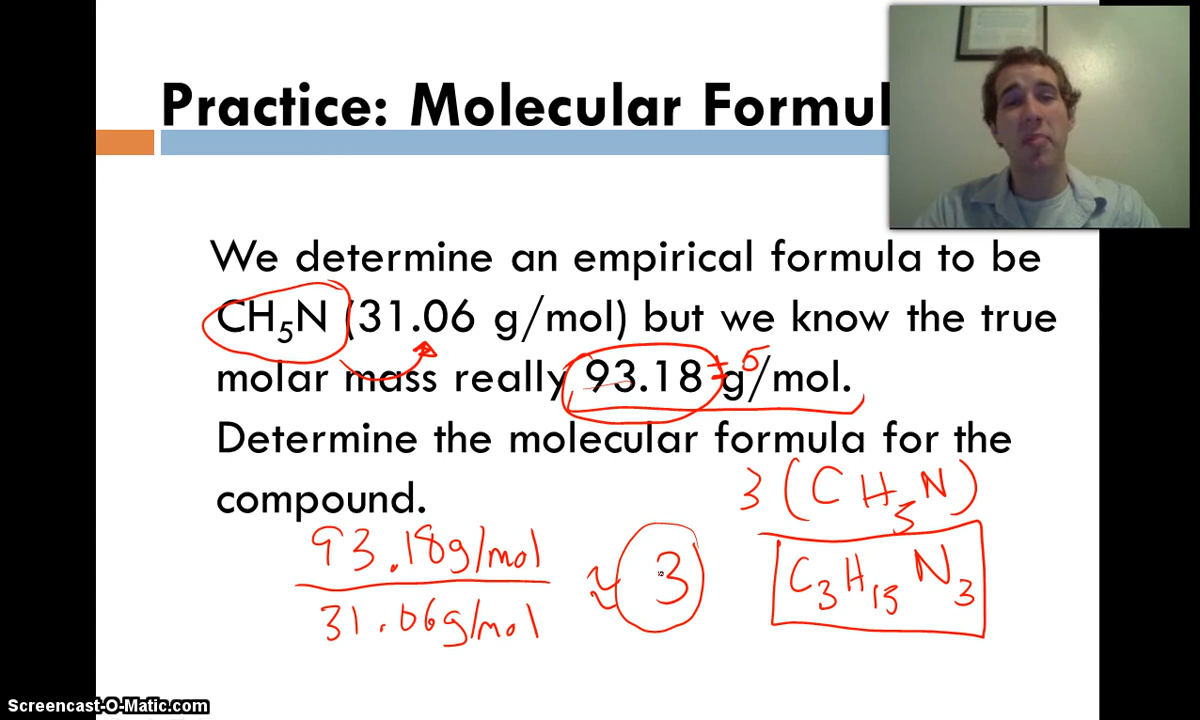 Practice: Molecular Formul
We determine an empirical formula to be
CH₅N (31.06 g/mol) but we know the true
molar mass really 93.18 ± 5 g/mol.
Determine the molecular formula for the
compound.
3 (CH₅N)
93.18g/mol
31.06g/mol
≈ 3
C₃H₁₅N₃
Screencast-O-Matic.com